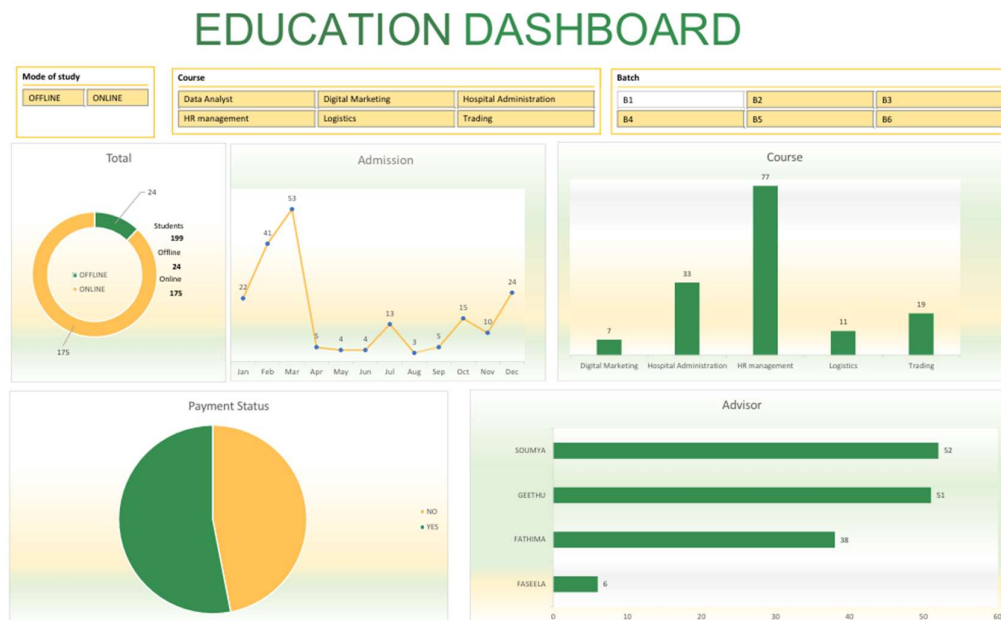 EDUCATION DASHBOARD
Mode of study
OFFLINE ONLINE
Course
Data Analyst Digital Marketing Hospital Administration
HR management Logistics Trading
Batch
B1 B2 B3
B4 B5 B6
Total
24
Students
199
Offline
24
Online
175
OFFLINE
ONLINE
175
Admission
22
41
53
5
4
4
13
3
5
15
10
24
Jan Feb Mar Apr May Jun Jul Aug Sep Oct Nov Dec
Course
7
33
77
11
19
Digital Marketing Hospital Administration HR management Logistics Trading
Payment Status
NO
YES
Advisor
SOUMYA 52
GEETHU 51
FATHIMA 38
FASEELA 6
0 10 20 30 40 50 60